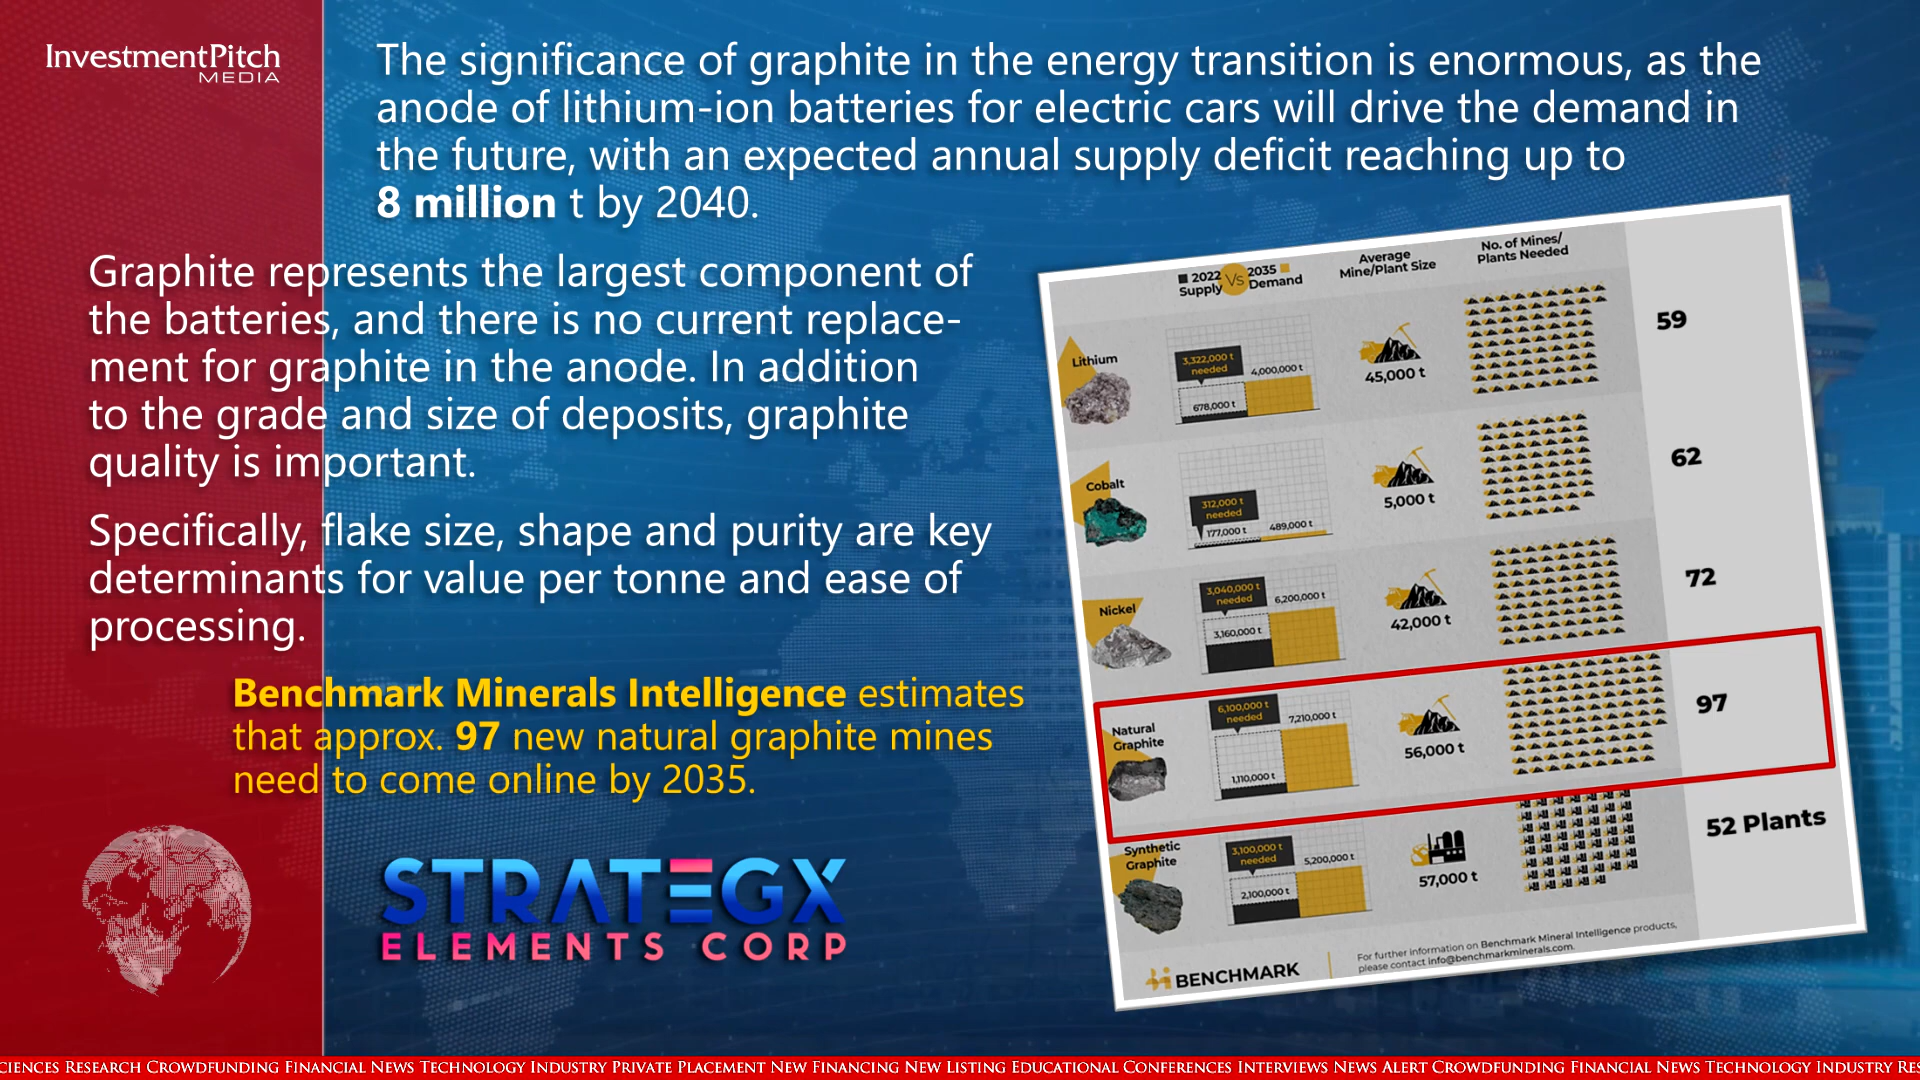 InvestmentPitch
MEDIA
The significance of graphite in the energy transition is enormous, as the
anode of lithium-ion batteries for electric cars will drive the demand in
the future, with an expected annual supply deficit reaching up to
8 million t by 2040.
Graphite represents the largest component of
the batteries, and there is no current replace-
ment for graphite in the anode. In addition
to the grade and size of deposits, graphite
quality is important.
Specifically, flake size, shape and purity are key
determinants for value per tonne and ease of
processing.
Benchmark Minerals Intelligence estimates
that approx. 97 new natural graphite mines
need to come online by 2035.
STRATEGX
ELEMENTS CORP
2022 Supply Vs 2035 Demand
Average
Mine/Plant Size
No. of Mines/
Plants Needed
Lithium
3,322,000 t
needed
4,000,000 t
678,000 t
45,000 t
59
Cobalt
312,000 t
needed
177,000 t
489,000 t
5,000 t
62
Nickel
3,040,000 t
needed
6,200,000 t
3,160,000 t
42,000 t
72
Natural
Graphite
6,100,000 t
needed
7,210,000 t
1,110,000 t
56,000 t
97
Synthetic
Graphite
3,100,000 t
needed
5,200,000 t
2,100,000 t
57,000 t
52 Plants
BENCHMARK
For further information on Benchmark Mineral Intelligence products,
please contact info@benchmarkminerals.com.
CIENCES RESEARCH CROWDFUNDING FINANCIAL NEWS TECHNOLOGY INDUSTRY PRIVATE PLACEMENT NEW FINANCING NEW LISTING EDUCATIONAL CONFERENCES INTERVIEWS NEWS ALERT CROWDFUNDING FINANCIAL NEWS TECHNOLOGY INDUSTRY RES